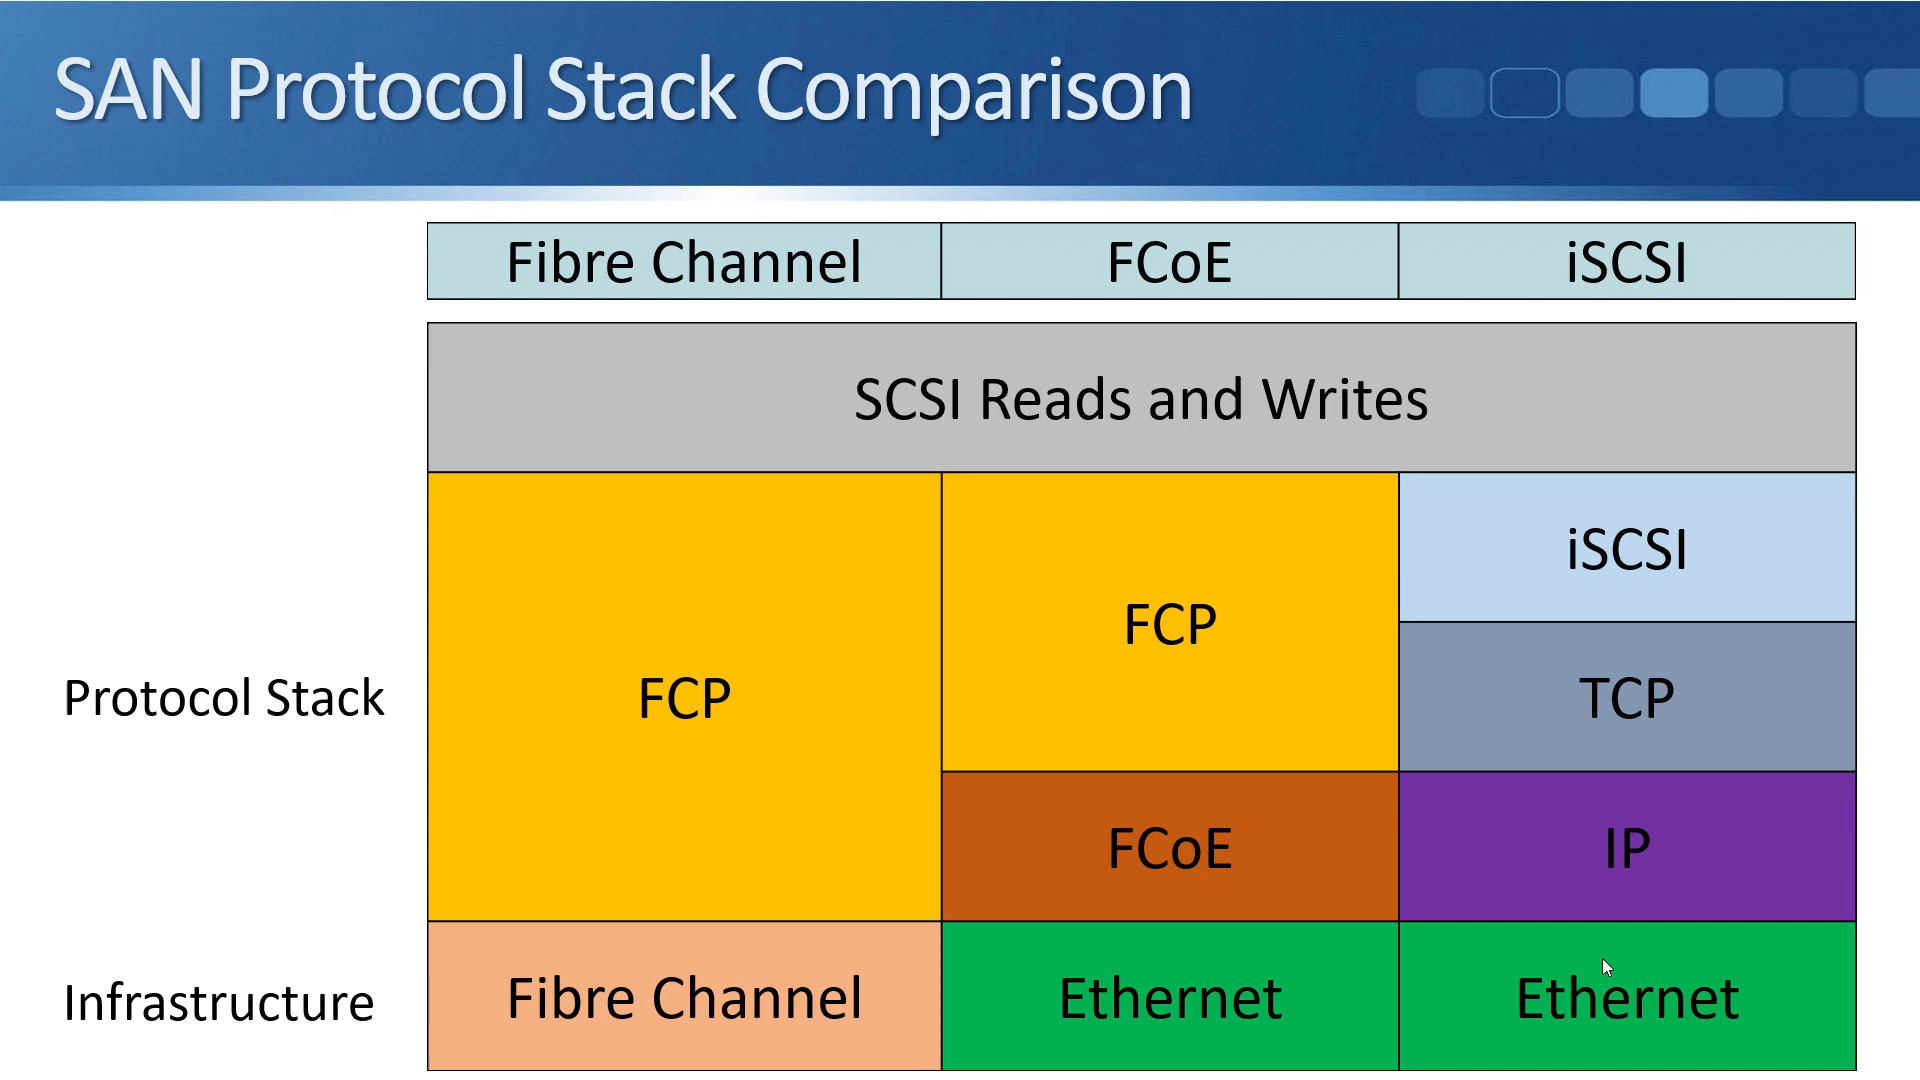 SAN Protocol Stack Comparison
Fibre Channel
FCoE
iSCSI
SCSI Reads and Writes
Protocol Stack
FCP
FCP
FCoE
iSCSI
TCP
IP
Infrastructure
Fibre Channel
Ethernet
Ethernet